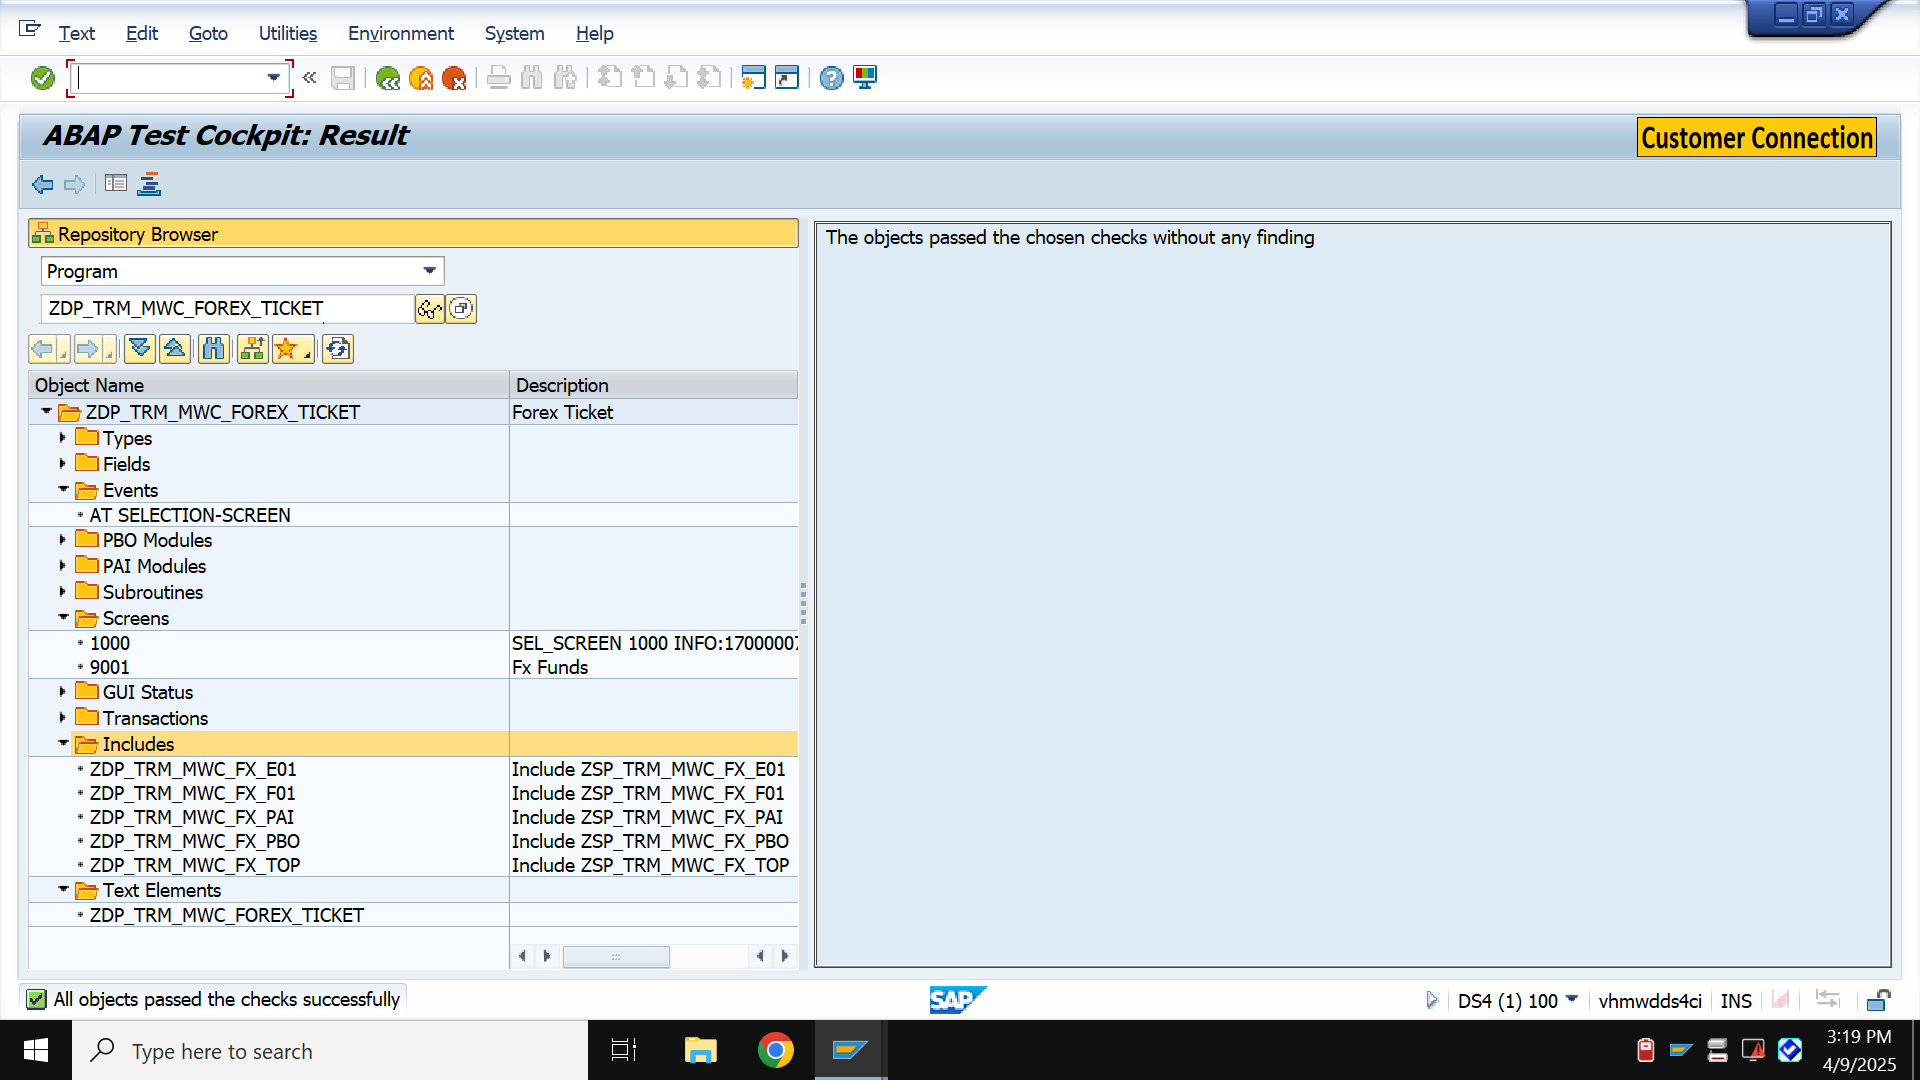 Text Edit Goto Utilities Environment System Help
ABAP Test Cockpit: Result
Customer Connection
Repository Browser
Program
ZDP_TRM_MWC_FOREX_TICKET
Object Name Description
ZDP_TRM_MWC_FOREX_TICKET Forex Ticket
Types
Fields
Events
AT SELECTION-SCREEN
PBO Modules
PAI Modules
Subroutines
Screens
1000 SEL_SCREEN 1000 INFO:17000007
9001 Fx Funds
GUI Status
Transactions
Includes
ZDP_TRM_MWC_FX_E01 Include ZSP_TRM_MWC_FX_E01
ZDP_TRM_MWC_FX_F01 Include ZSP_TRM_MWC_FX_F01
ZDP_TRM_MWC_FX_PAI Include ZSP_TRM_MWC_FX_PAI
ZDP_TRM_MWC_FX_PBO Include ZSP_TRM_MWC_FX_PBO
ZDP_TRM_MWC_FX_TOP Include ZSP_TRM_MWC_FX_TOP
Text Elements
ZDP_TRM_MWC_FOREX_TICKET
The objects passed the chosen checks without any finding
All objects passed the checks successfully
SAP
DS4 (1) 100 vhmwdds4ci INS
Type here to search
3:19 PM
4/9/2025